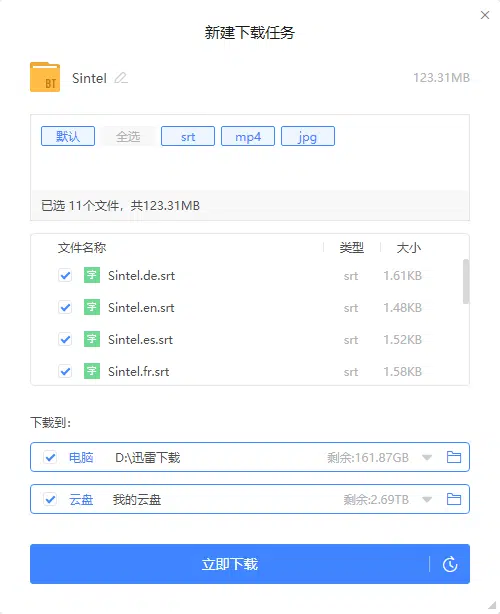 新建下载任务
BT Sintel 123.31MB
默认 全选 srt mp4 jpg
已选 11个文件，共123.31MB
文件名称 类型 大小
字 Sintel.de.srt srt 1.61KB
字 Sintel.en.srt srt 1.48KB
字 Sintel.es.srt srt 1.52KB
字 Sintel.fr.srt srt 1.58KB
下载到:
电脑 D:\迅雷下载 剩余:161.87GB
云盘 我的云盘 剩余:2.69TB
立即下载